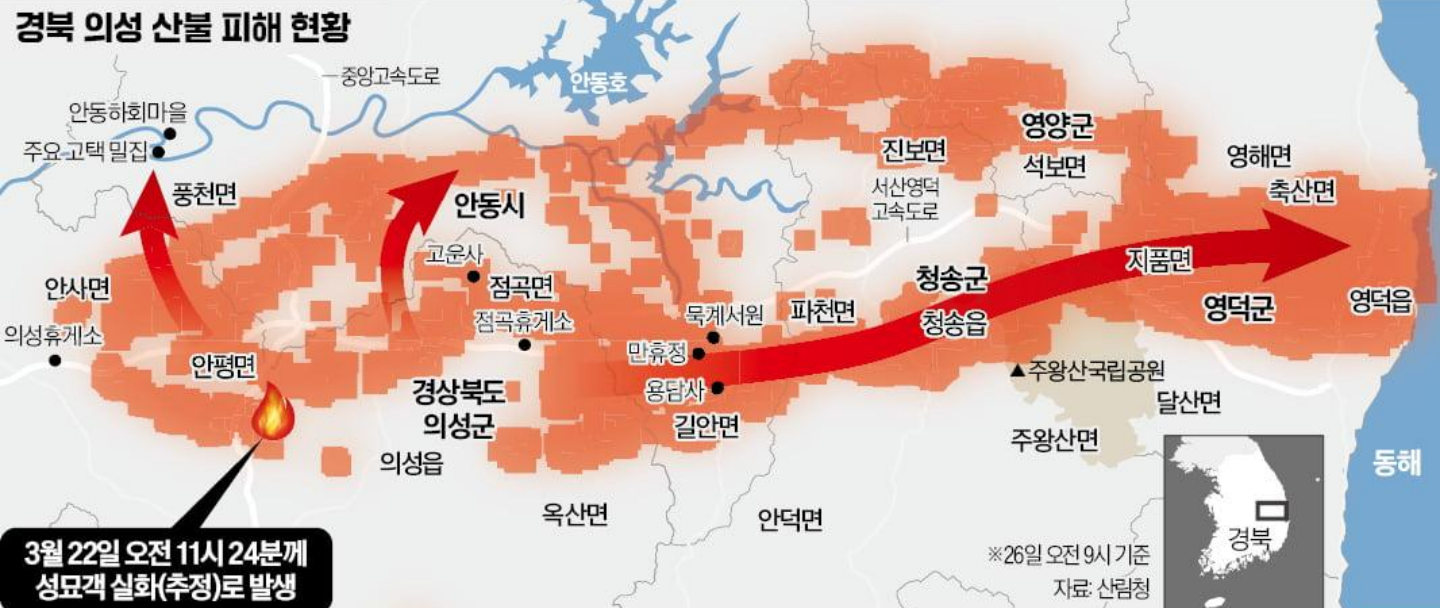 경북 의성 산불 피해 현황
중앙고속도로
안동호
안동하회마을
주요 고택 밀집
풍천면
안동시
영양군
진보면
석보면
영해면
축산면
서산영덕
고속도로
고운사
점곡면
점곡휴게소
안사면
의성휴게소
안평면
묵계서원
만휴정
용담사
파천면
청송군
청송읍
지품면
영덕군
영덕읍
경상북도
의성군
의성읍
길안면
▲주왕산국립공원
달산면
주왕산면
옥산면
안덕면
동해
경북
3월 22일 오전 11시 24분께
성묘객 실화(추정)로 발생
※26일 오전 9시 기준
자료: 산림청